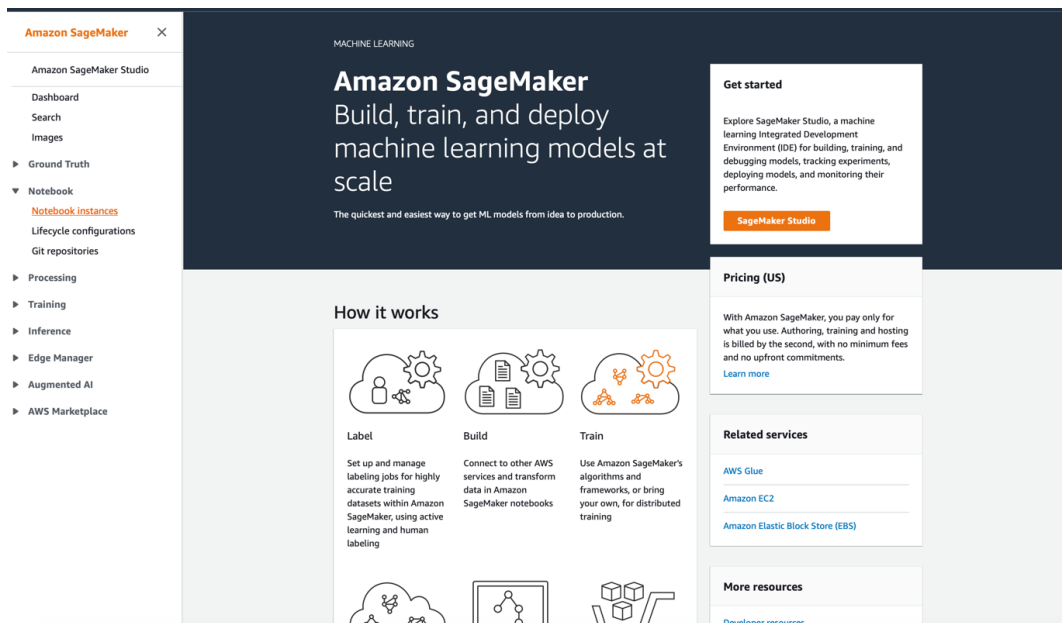 Amazon SageMaker
Amazon SageMaker Studio
Dashboard
Search
Images
Ground Truth
Notebook
Notebook instances
Lifecycle configurations
Git repositories
Processing
Training
Inference
Edge Manager
Augmented AI
AWS Marketplace
MACHINE LEARNING
Amazon SageMaker
Build, train, and deploy
machine learning models at
scale
The quickest and easiest way to get ML models from idea to production.
Get started
Explore SageMaker Studio, a machine
learning Integrated Development
Environment (IDE) for building, training, and
debugging models, tracking experiments,
deploying models, and monitoring their
performance.
SageMaker Studio
Pricing (US)
With Amazon SageMaker, you pay only for
what you use. Authoring, training and hosting
is billed by the second, with no minimum fees
and no upfront commitments.
Learn more
How it works
Label
Set up and manage
labeling jobs for highly
accurate training
datasets within Amazon
SageMaker, using active
learning and human
labeling
Build
Connect to other AWS
services and transform
data in Amazon
SageMaker notebooks
Train
Use Amazon SageMaker's
algorithms and
frameworks, or bring
your own, for distributed
training
Related services
AWS Glue
Amazon EC2
Amazon Elastic Block Store (EBS)
More resources
Developer resources